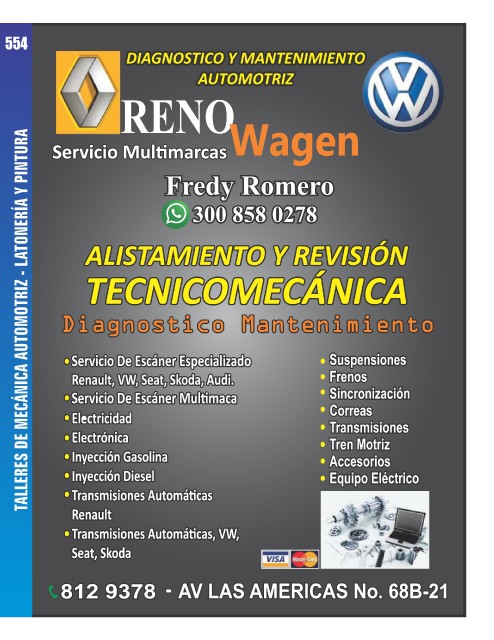 554
TALLERES DE MECÁNICA AUTOMOTRIZ - LATONERÍA Y PINTURA
DIAGNOSTICO Y MANTENIMIENTO
AUTOMOTRIZ
RENO
Wagen
Servicio Multimarcas
Fredy Romero
300 858 0278
ALISTAMIENTO Y REVISIÓN
TECNICOMECÁNICA
Diagnostico Mantenimiento
• Servicio De Escáner Especializado
Renault, VW, Seat, Skoda, Audi.
• Servicio De Escáner Multimaca
• Electricidad
• Electrónica
• Inyección Gasolina
• Inyección Diesel
• Transmisiones Automáticas
Renault
• Transmisiones Automáticas, VW,
Seat, Skoda
• Suspensiones
• Frenos
• Sincronización
• Correas
• Transmisiones
• Tren Motriz
• Accesorios
• Equipo Eléctrico
VISA
MasterCard
812 9378 - AV LAS AMERICAS No. 68B-21